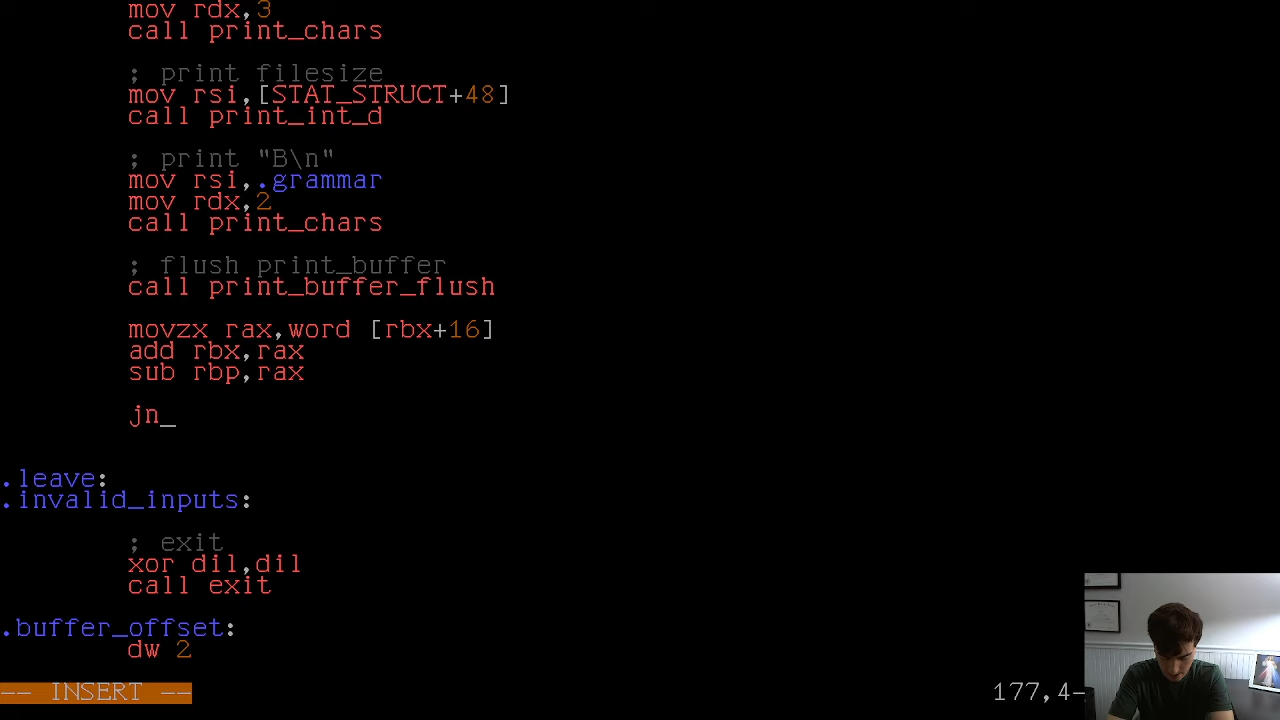 mov rdx,3
call print_chars
; print filesize
mov rsi,[STAT_STRUCT+48]
call print_int_d
; print "B\n"
mov rsi,.grammar
mov rdx,2
call print_chars
; flush print_buffer
call print_buffer_flush
movzx rax,word [rbx+16]
add rbx,rax
sub rbp,rax
jn_
.leave:
.invalid_inputs:
; exit
xor dil,dil
call exit
.buffer_offset:
dw 2
-- INSERT --
177,4-